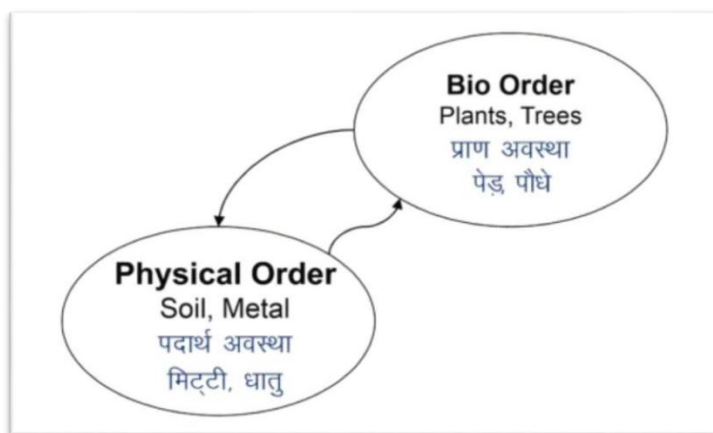 Bio Order
Plants, Trees
प्राण अवस्था
पेड़ पौधे
Physical Order
Soil, Metal
पदार्थ अवस्था
मिट्टी, धातु